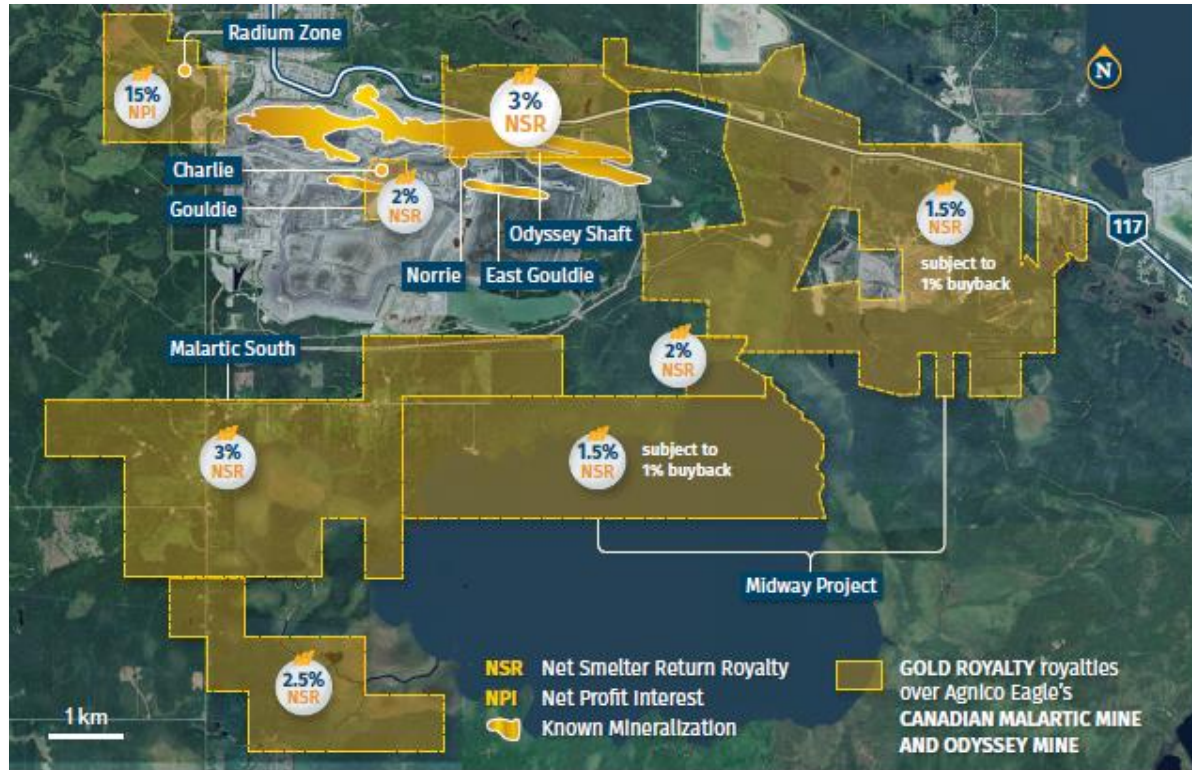 Radium Zone
15%
NPI
3%
NSR
N
Charlie
Gouldie
2%
NSR
Odyssey Shaft
Norrie
East Gouldie
1.5%
NSR
subject to
1% buyback
117
Malartic South
2%
NSR
3%
NSR
1.5%
NSR
subject to
1% buyback
Midway Project
2.5%
NSR
1 km
NSR Net Smelter Return Royalty
NPI Net Profit Interest
Known Mineralization
GOLD ROYALTY royalties
over Agnico Eagle's
CANADIAN MALARTIC MINE
AND ODYSSEY MINE